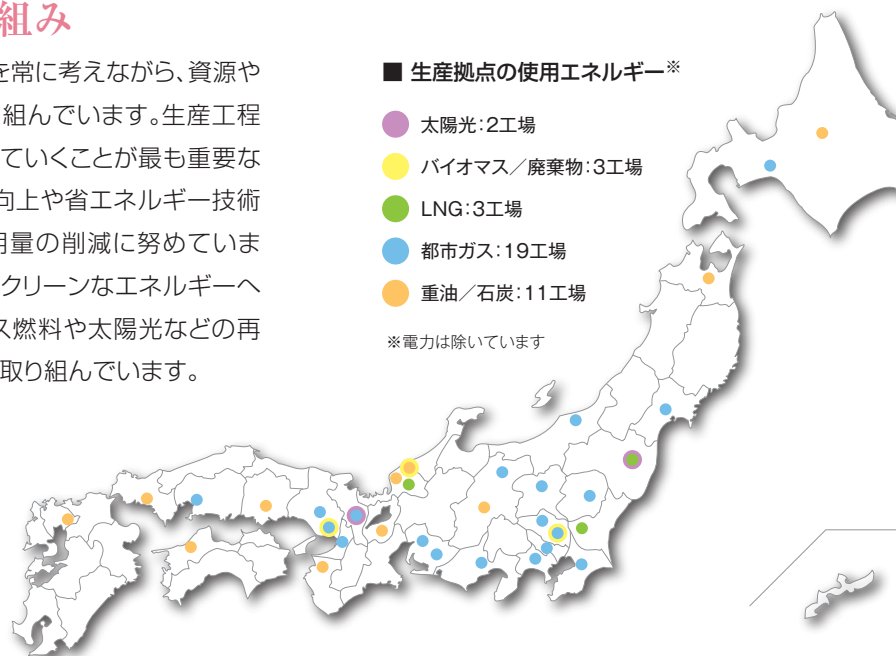 組み
を常に考えながら、資源や
組んでいます。生産工程
ていくことが最も重要な
向上や省エネルギー技術
用量の削減に努めていま
クリーンなエネルギーへ
ス燃料や太陽光などの再
取り組んでいます。
■ 生産拠点の使用エネルギー※
太陽光：2工場
バイオマス／廃棄物：3工場
LNG：3工場
都市ガス：19工場
重油／石炭：11工場
※電力は除いています